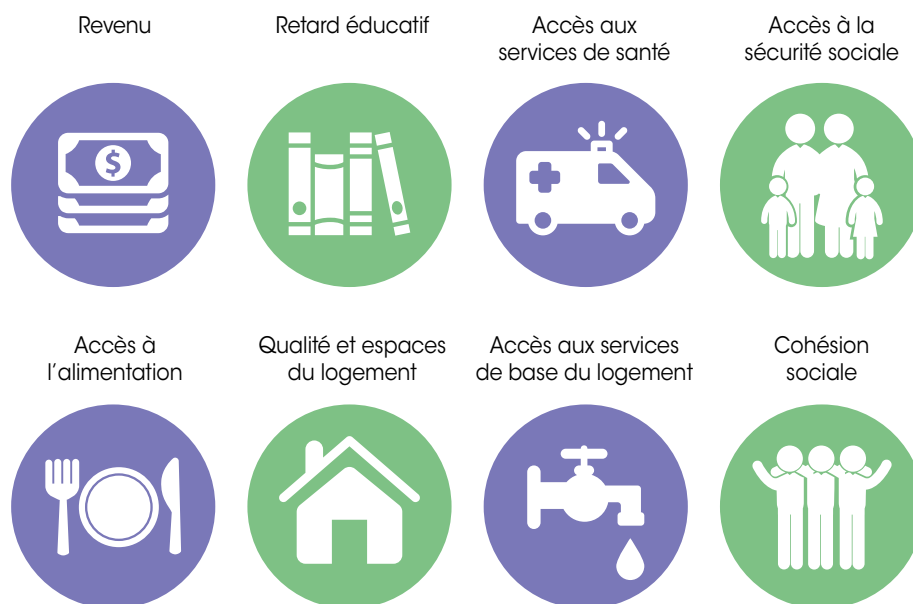 Revenu
Retard éducatif
Accès aux
services de santé
Accès à la
sécurité sociale
$
Accès à
l'alimentation
Qualité et espaces
du logement
Accès aux services
de base du logement
Cohésion
sociale